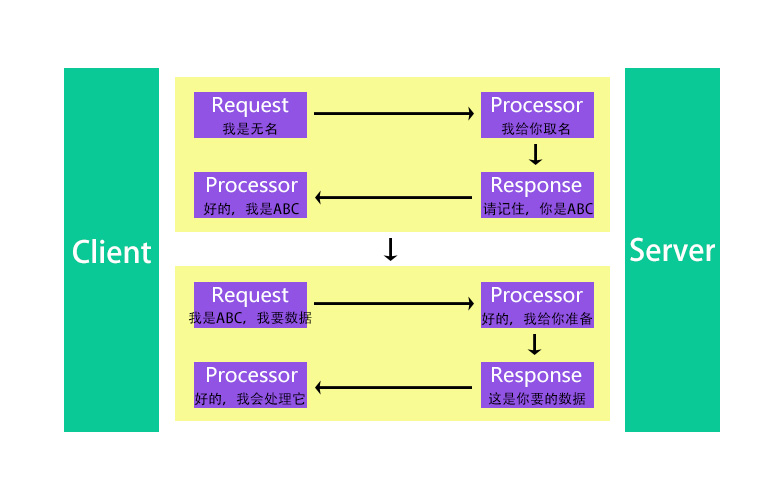 Client
Request
我是无名
Processor
我给你取名
Processor
好的，我是ABC
Response
请记住，你是ABC
Request
我是ABC，我要数据
Processor
好的，我给你准备
Processor
好的，我会处理它
Response
这是你要的数据
Server